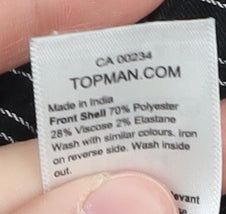 CA 00234
TOPMAN.COM
Made in India
Front Shell 70% Polyester
28% Viscose 2% Elastane
Wash with similar colours. Iron
on reverse side. Wash inside
out.